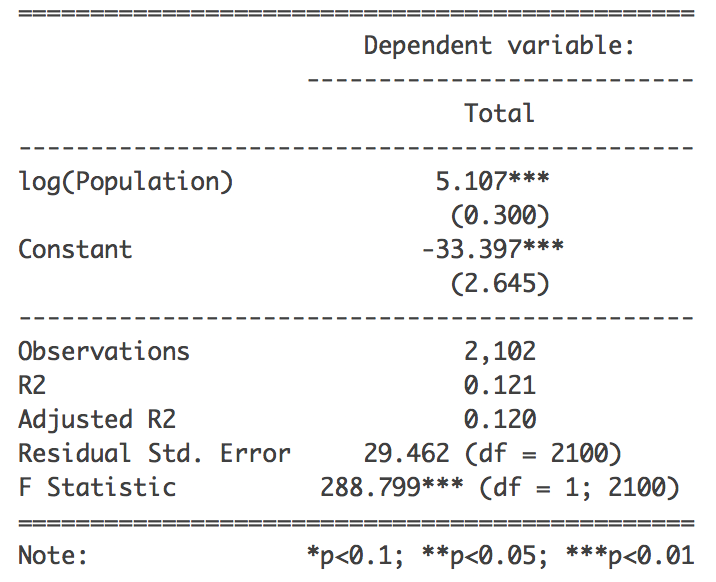 ===============================================
Dependent variable:
---------------------------
Total
-----------------------------------------------
log(Population) 5.107***
(0.300)
Constant -33.397***
(2.645)
-----------------------------------------------
Observations 2,102
R2 0.121
Adjusted R2 0.120
Residual Std. Error 29.462 (df = 2100)
F Statistic 288.799*** (df = 1; 2100)
===============================================
Note: *p<0.1; **p<0.05; ***p<0.01